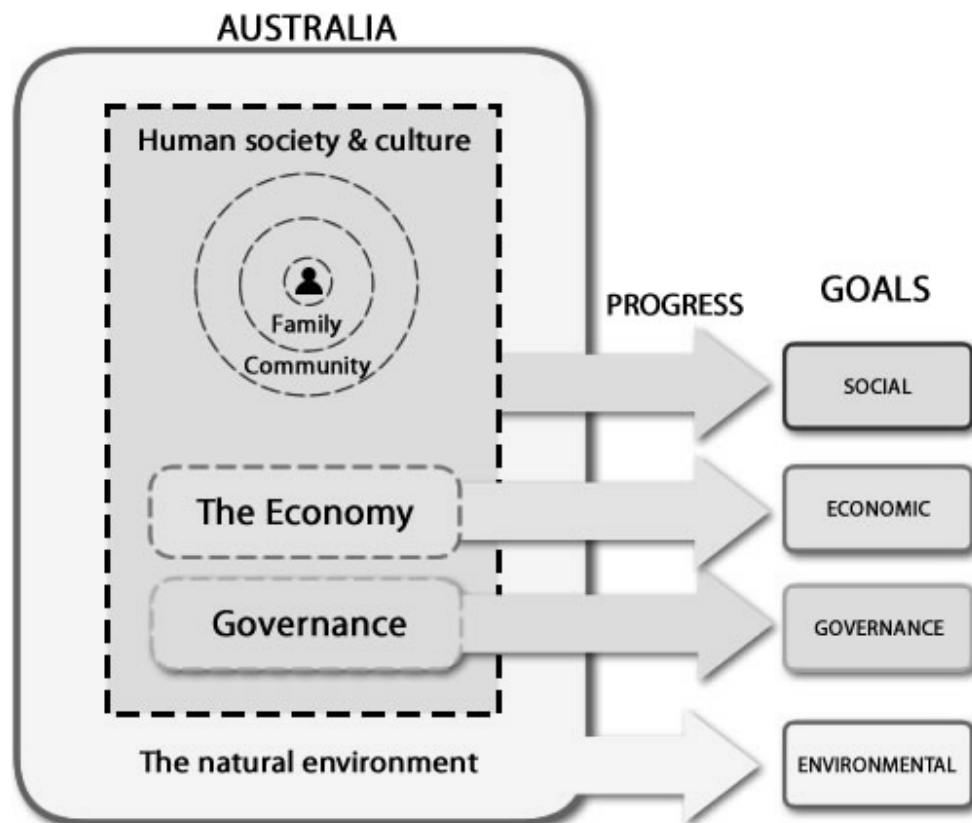 AUSTRALIA
Human society & culture
Family
Community
The Economy
Governance
The natural environment
PROGRESS
GOALS
SOCIAL
ECONOMIC
GOVERNANCE
ENVIRONMENTAL